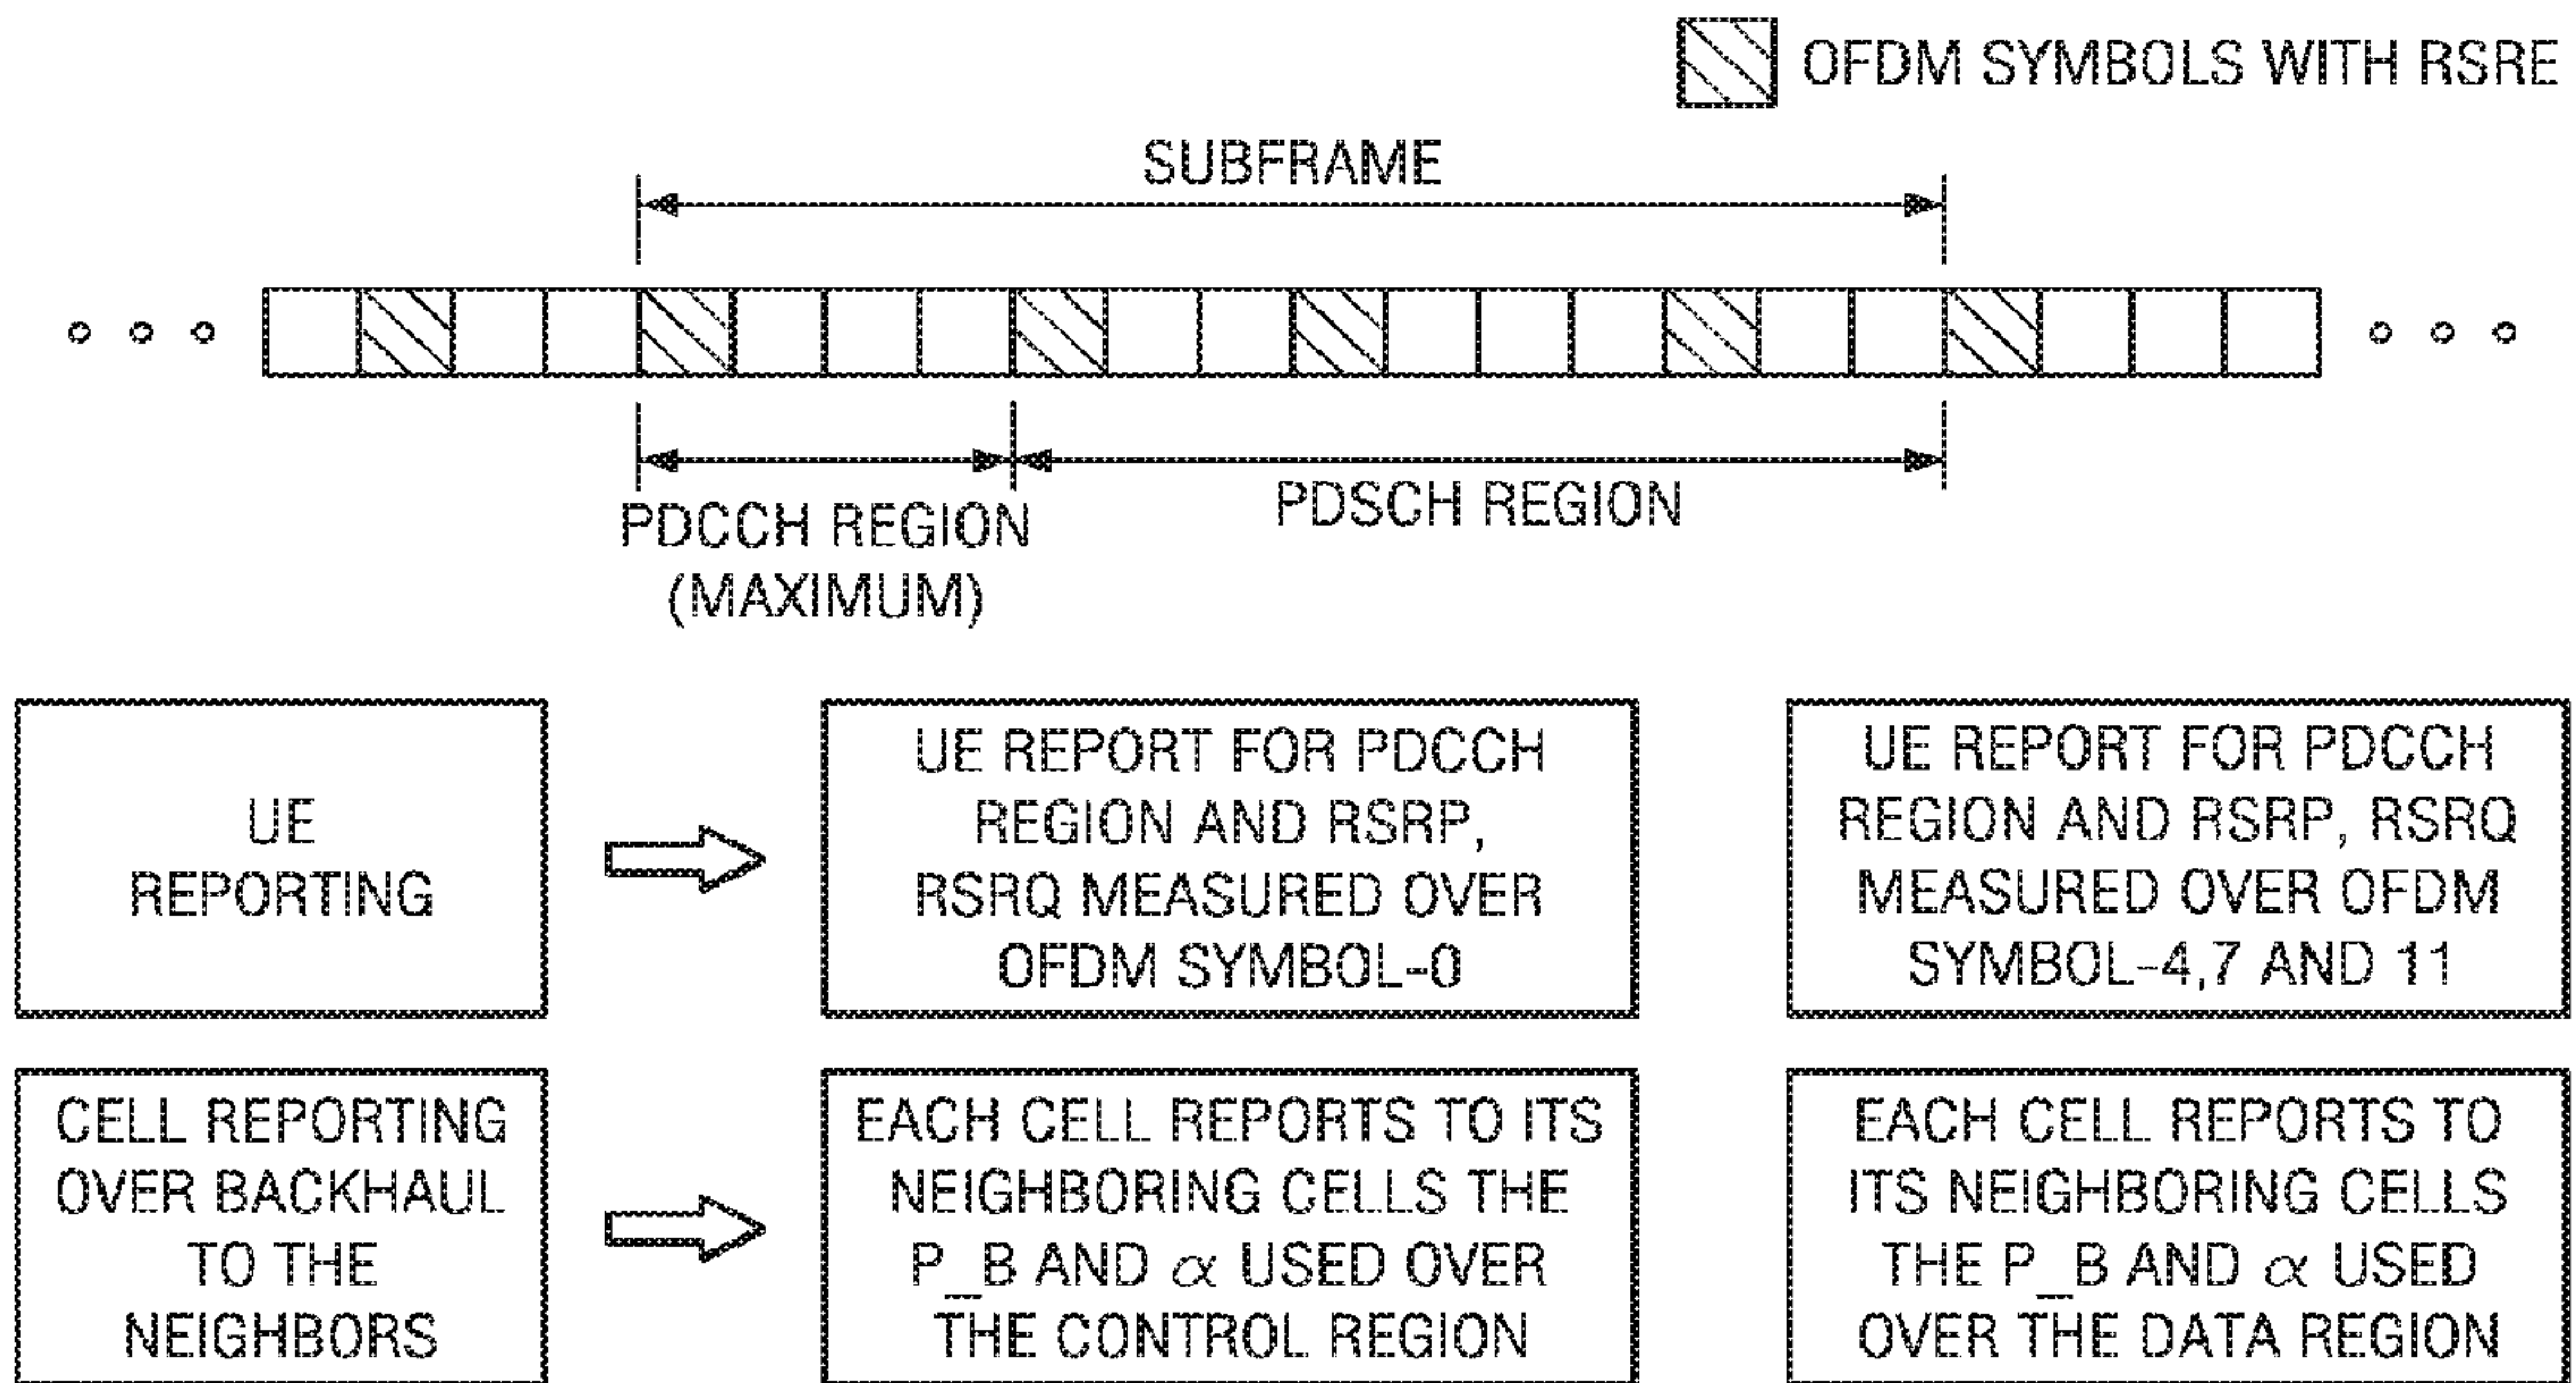 OFDM SYMBOLS WITH RSRE
SUBFRAME
PDCCH REGION
(MAXIMUM)
PDSCH REGION
UE
REPORTING
UE REPORT FOR PDCCH
REGION AND RSRP,
RSRQ MEASURED OVER
OFDM SYMBOL-0
UE REPORT FOR PDCCH
REGION AND RSRP, RSRQ
MEASURED OVER OFDM
SYMBOL-4,7 AND 11
CELL REPORTING
OVER BACKHAUL
TO THE
NEIGHBORS
EACH CELL REPORTS TO ITS
NEIGHBORING CELLS THE
P_B AND α USED OVER
THE CONTROL REGION
EACH CELL REPORTS TO
ITS NEIGHBORING CELLS
THE P_B AND α USED
OVER THE DATA REGION